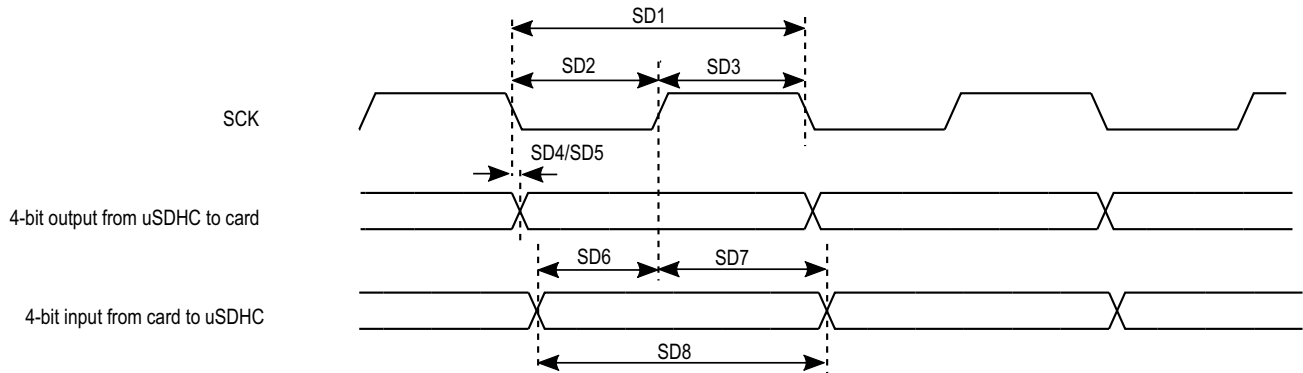 SD1
SD2
SD3
SCK
SD4/SD5
4-bit output from uSDHC to card
SD6
SD7
4-bit input from card to uSDHC
SD8